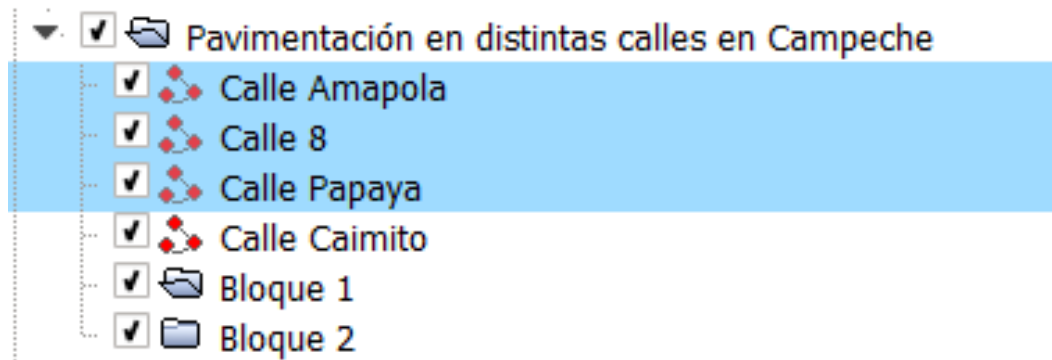 Pavimentación en distintas calles en Campeche
Calle Amapola
Calle 8
Calle Papaya
Calle Caimito
Bloque 1
Bloque 2